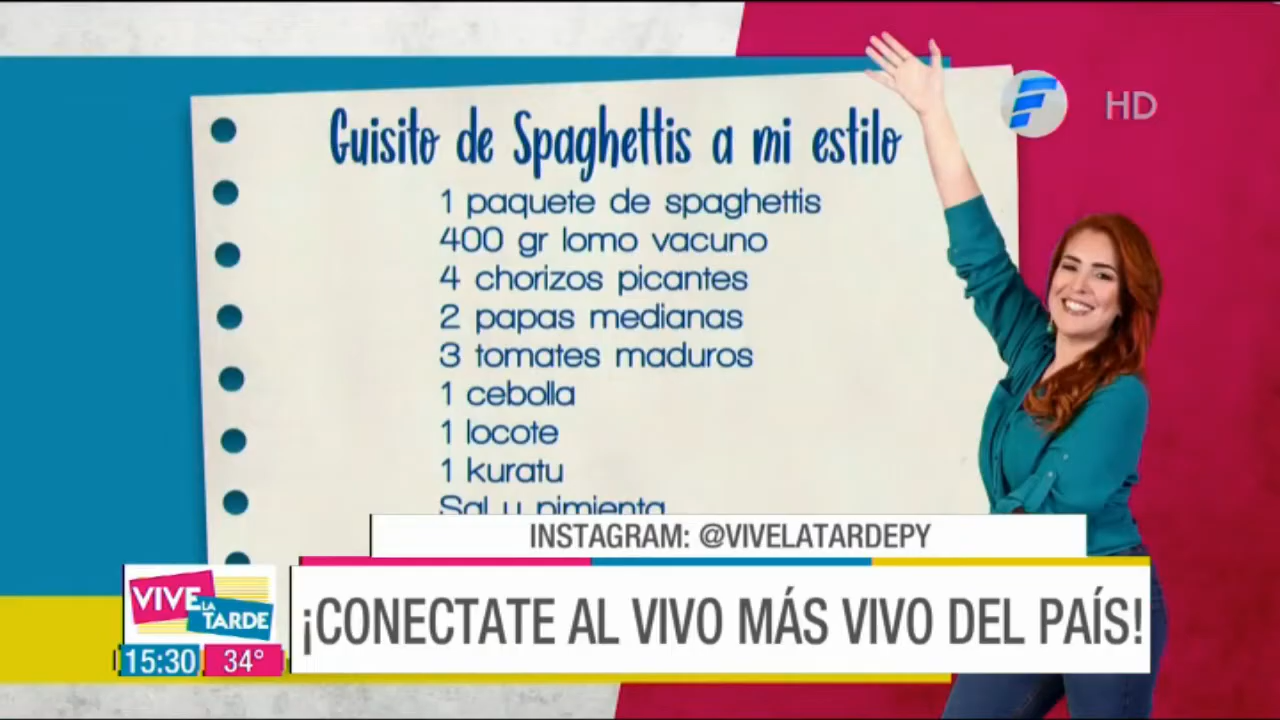 Guisito de Spaghettis a mi estilo
HD
1 paquete de spaghettis
400 gr lomo vacuno
4 chorizos picantes
2 papas medianas
3 tomates maduros
1 cebolla
1 locote
1 kuratu
Sal y pimienta
INSTAGRAM: @VIVELATARDEPY
¡CONECTATE AL VIVO MÁS VIVO DEL PAÍS!
VIVE
LA
TARDE
15:30 34°